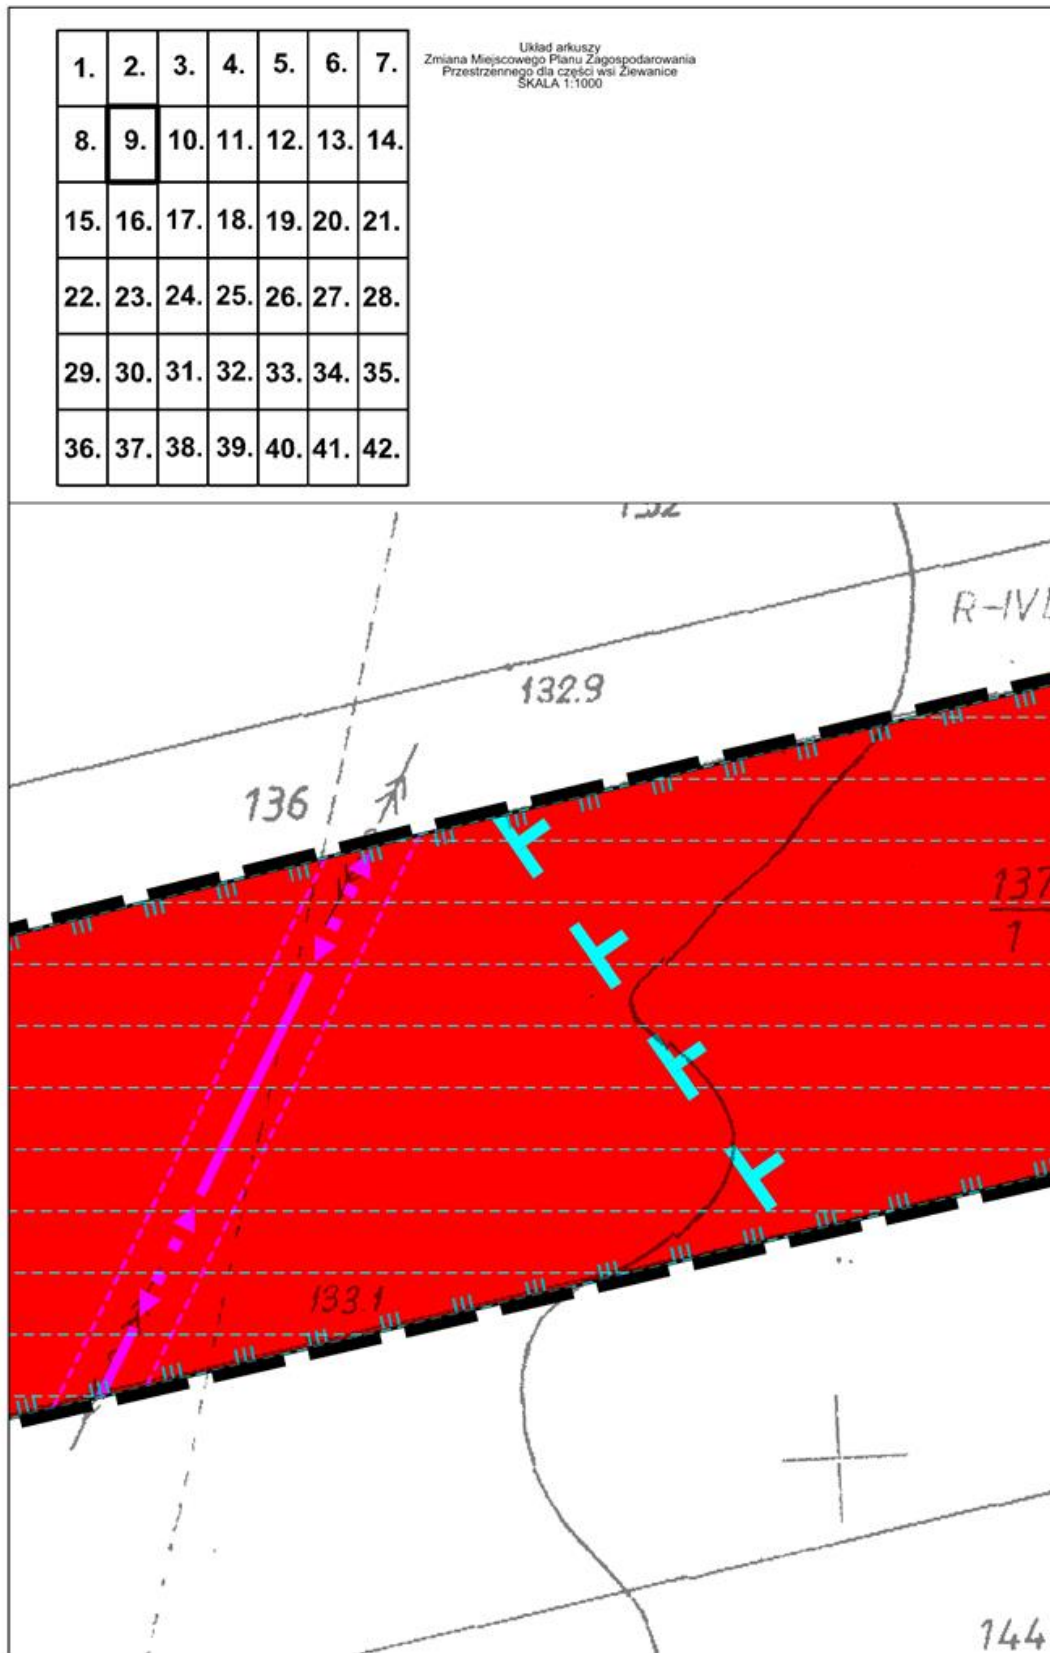 Układ arkuszy
Zmiana Miejscowego Planu Zagospodarowania
Przestrzennego dla części wsi Ziewanice
SKALA 1:1000
1. 2. 3. 4. 5. 6. 7.
8. 9. 10. 11. 12. 13. 14.
15. 16. 17. 18. 19. 20. 21.
22. 23. 24. 25. 26. 27. 28.
29. 30. 31. 32. 33. 34. 35.
36. 37. 38. 39. 40. 41. 42.
R-IVb
132.9
136
137
1
133.1
144